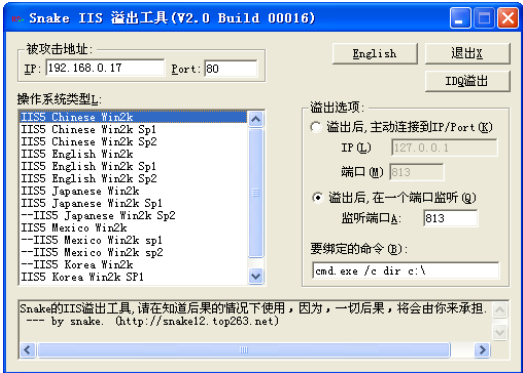 Snake IIS 溢出工具(V2.0 Build 00016)
被攻击地址:
IP: 192.168.0.17 Port: 80
English
退出X
IDQ溢出
操作系统类型L:
IIS5 Chinese Win2k
IIS5 Chinese Win2k Sp1
IIS5 Chinese Win2k Sp2
IIS5 English Win2k
IIS5 English Win2k Sp1
IIS5 English Win2k Sp2
IIS5 Japanese Win2k
IIS5 Japanese Win2k Sp1
--IIS5 Japanese Win2k Sp2
IIS5 Mexico Win2k
--IIS5 Mexico Win2k sp1
--IIS5 Mexico Win2k sp2
--IIS5 Korea Win2k
IIS5 Korea Win2k SP1
溢出选项:
溢出后,主动连接到IP/Port(K)
IP(L) 127.0.0.1
端口(M) 813
溢出后,在一个端口监听(Q)
监听端口A: 813
要绑定的命令(B):
cmd.exe /c dir c:\
Snake的IIS溢出工具,请在知道后果的情况下使用，因为，一切后果，将会由你来承担.
--- by snake. (http://snake12.top263.net)